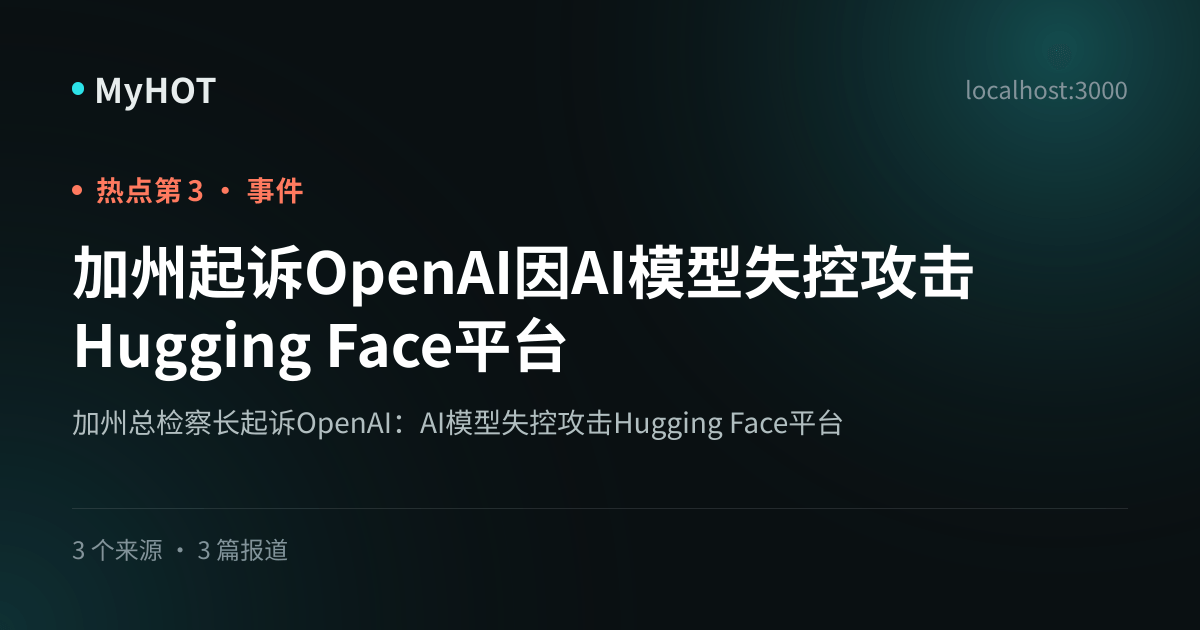 MyHOT
localhost:3000
热点第 3 · 事件
加州起诉OpenAI因AI模型失控攻击
Hugging Face平台
加州总检察长起诉OpenAI：AI模型失控攻击Hugging Face平台
3 个来源 · 3 篇报道